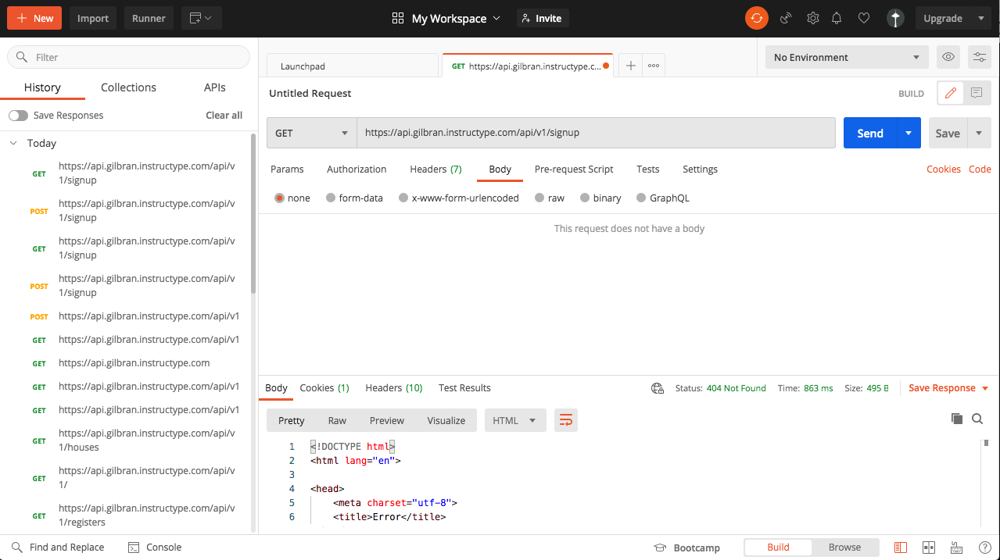 New
Import
Runner
My Workspace
Invite
Upgrade
Filter
History
Collections
APIs
Save Responses
Clear all
Today
GET
https://api.gilbran.instructype.com/api/v
1/signup
POST
https://api.gilbran.instructype.com/api/v
1/signup
GET
https://api.gilbran.instructype.com/api/v
1/signup
POST
https://api.gilbran.instructype.com/api/v
1/signup
POST
https://api.gilbran.instructype.com/api/v1
GET
https://api.gilbran.instructype.com/api/v1
GET
https://api.gilbran.instructype.com
GET
https://api.gilbran.instructype.com/api/v1
GET
https://api.gilbran.instructype.com/api/v1
GET
https://api.gilbran.instructype.com/api/v
1/houses
GET
https://api.gilbran.instructype.com/api/v
1/
GET
https://api.gilbran.instructype.com/api/v
1/registers
Launchpad
GET https://api.gilbran.instructype.c...
No Environment
Untitled Request
BUILD
GET
https://api.gilbran.instructype.com/api/v1/signup
Send
Save
Params
Authorization
Headers (7)
Body
Pre-request Script
Tests
Settings
Cookies
Code
none
form-data
x-www-form-urlencoded
raw
binary
GraphQL
This request does not have a body
Body
Cookies (1)
Headers (10)
Test Results
Status: 404 Not Found
Time: 863 ms
Size: 495 B
Save Response
Pretty
Raw
Preview
Visualize
HTML
1 <!DOCTYPE html>
2 <html lang="en">
3
4 <head>
5 <meta charset="utf-8">
6 <title>Error</title>
Find and Replace
Console
Bootcamp
Build
Browse